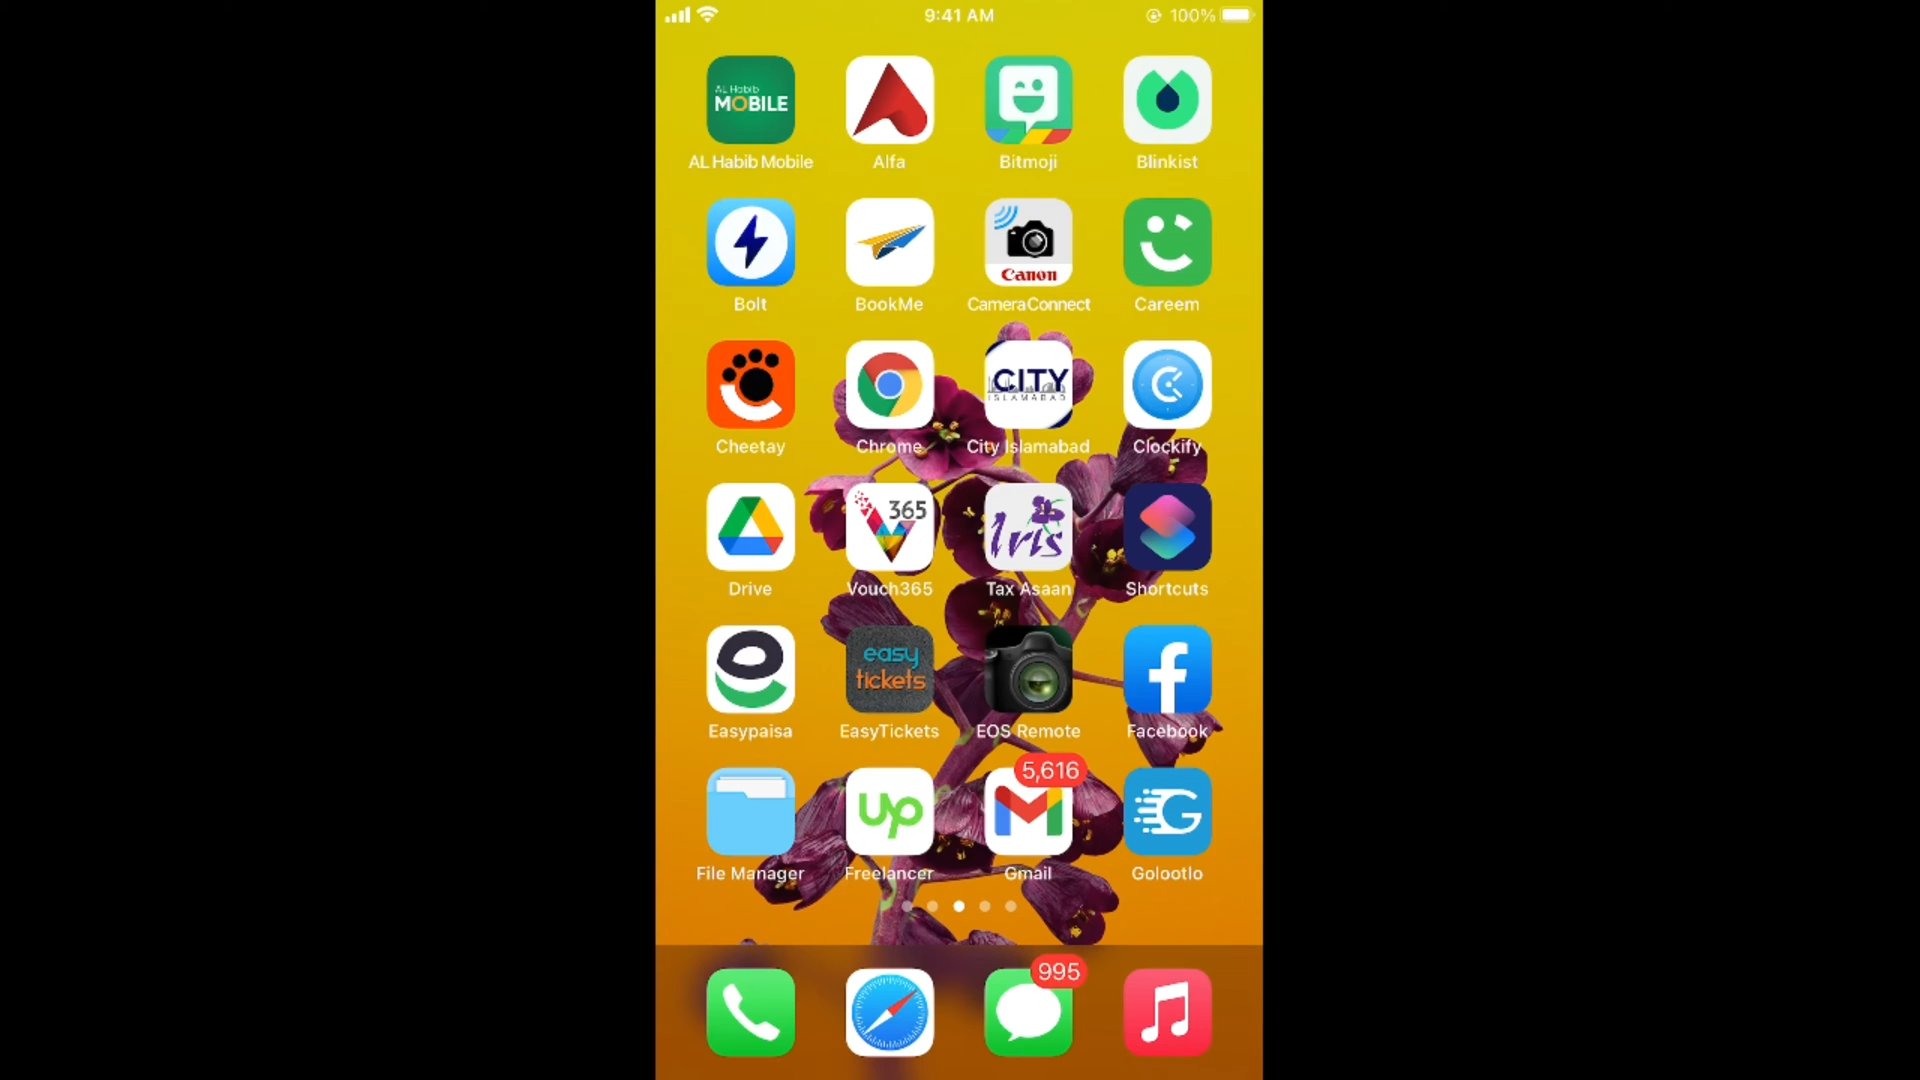 9:41 AM
100%
AL Habib
MOBILE
AL Habib Mobile
Alfa
Bitmoji
Blinkist
Bolt
BookMe
Canon
CameraConnect
Careem
Cheetay
Chrome
CITY
ISLAMABAD
City Islamabad
Clockify
Drive
365
Vouch365
Iris
Tax Asaan
Shortcuts
Easypaisa
easy
tickets
EasyTickets
EOS Remote
Facebook
File Manager
up
Freelancer
5,616
Gmail
G
Golootlo
995